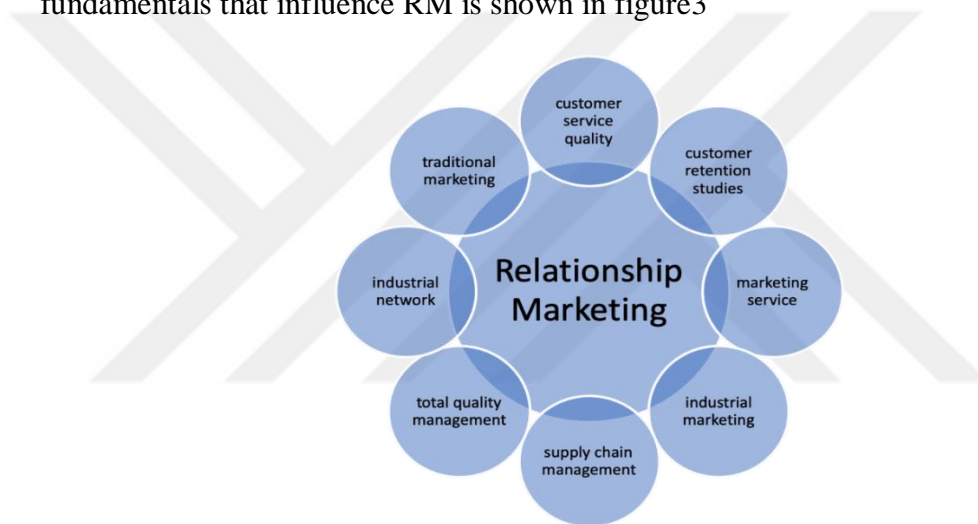 fundamentals that influence RM is shown in figure3
customer
service
quality
customer
retention
studies
marketing
service
industrial
marketing
supply chain
management
total quality
management
industrial
network
traditional
marketing
Relationship
Marketing